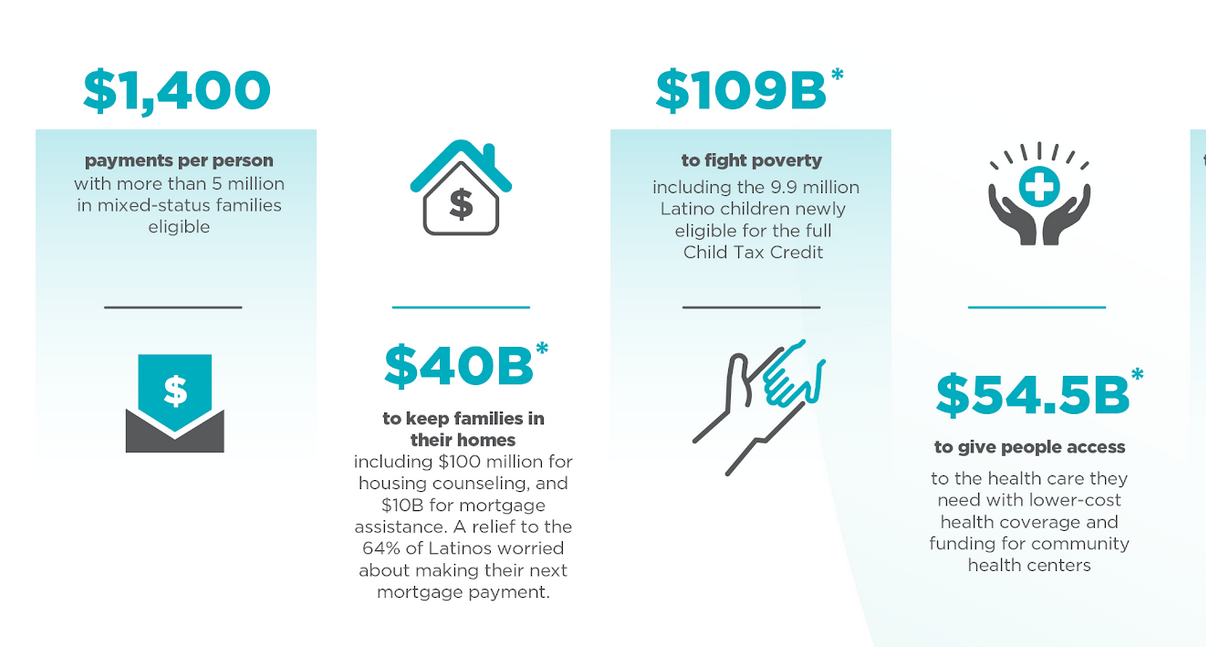 $1,400
payments per person
with more than 5 million
in mixed-status families
eligible
$
$
$40B*
to keep families in
their homes
including $100 million for
housing counseling, and
$10B for mortgage
assistance. A relief to the
64% of Latinos worried
about making their next
mortgage payment.
$109B*
to fight poverty
including the 9.9 million
Latino children newly
eligible for the full
Child Tax Credit
$54.5B*
to give people access
to the health care they
need with lower-cost
health coverage and
funding for community
health centers